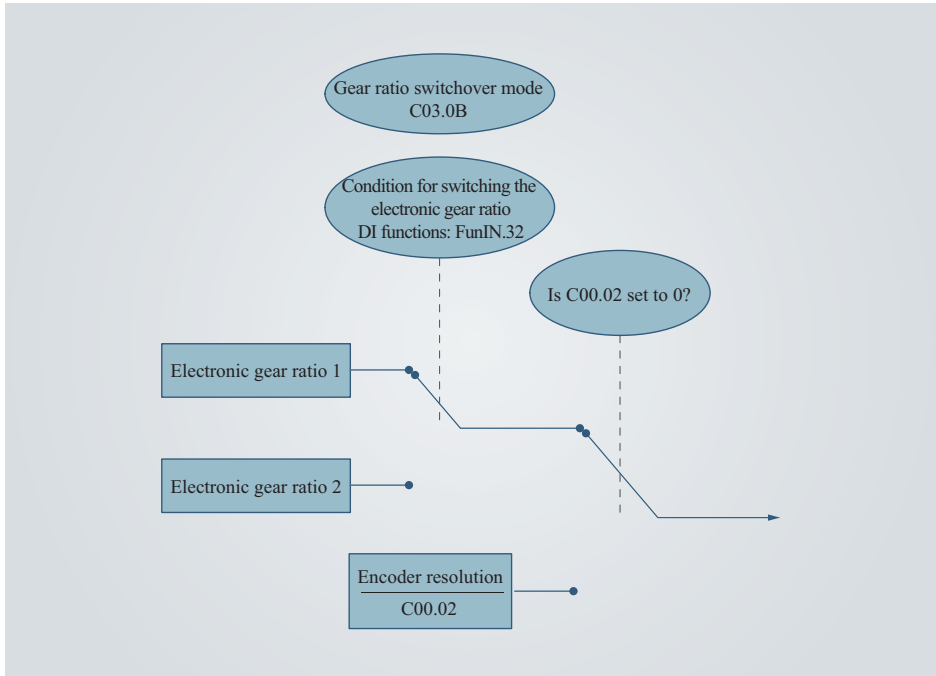 Gear ratio switchover mode
C03.0B
Condition for switching the
electronic gear ratio
DI functions: FunIN.32
Is C00.02 set to 0?
Electronic gear ratio 1
Electronic gear ratio 2
Encoder resolution
C00.02